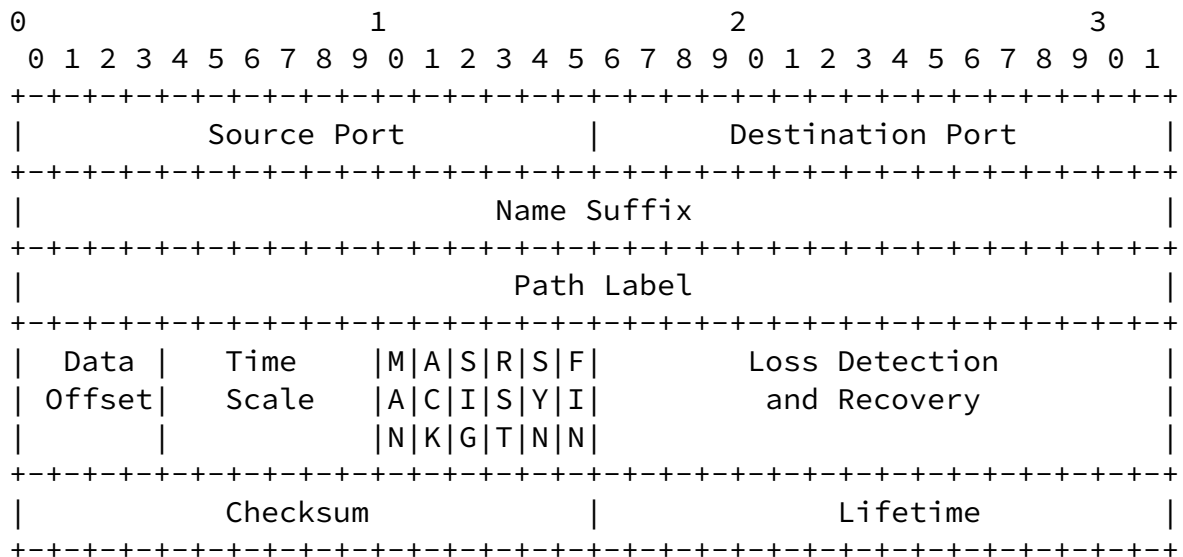 0                   1                   2                   3
 0 1 2 3 4 5 6 7 8 9 0 1 2 3 4 5 6 7 8 9 0 1 2 3 4 5 6 7 8 9 0 1
+-+-+-+-+-+-+-+-+-+-+-+-+-+-+-+-+-+-+-+-+-+-+-+-+-+-+-+-+-+-+-+-+
|          Source Port          |       Destination Port        |
+-+-+-+-+-+-+-+-+-+-+-+-+-+-+-+-+-+-+-+-+-+-+-+-+-+-+-+-+-+-+-+-+
|                          Name Suffix                          |
+-+-+-+-+-+-+-+-+-+-+-+-+-+-+-+-+-+-+-+-+-+-+-+-+-+-+-+-+-+-+-+-+
|                           Path Label                          |
+-+-+-+-+-+-+-+-+-+-+-+-+-+-+-+-+-+-+-+-+-+-+-+-+-+-+-+-+-+-+-+-+
|  Data |   Time    |M|A|S|R|S|F|        Loss Detection         |
| Offset|   Scale   |A|C|I|S|Y|I|         and Recovery          |
|       |           |N|K|G|T|N|N|                               |
+-+-+-+-+-+-+-+-+-+-+-+-+-+-+-+-+-+-+-+-+-+-+-+-+-+-+-+-+-+-+-+-+
|           Checksum            |             Lifetime          |
+-+-+-+-+-+-+-+-+-+-+-+-+-+-+-+-+-+-+-+-+-+-+-+-+-+-+-+-+-+-+-+-+